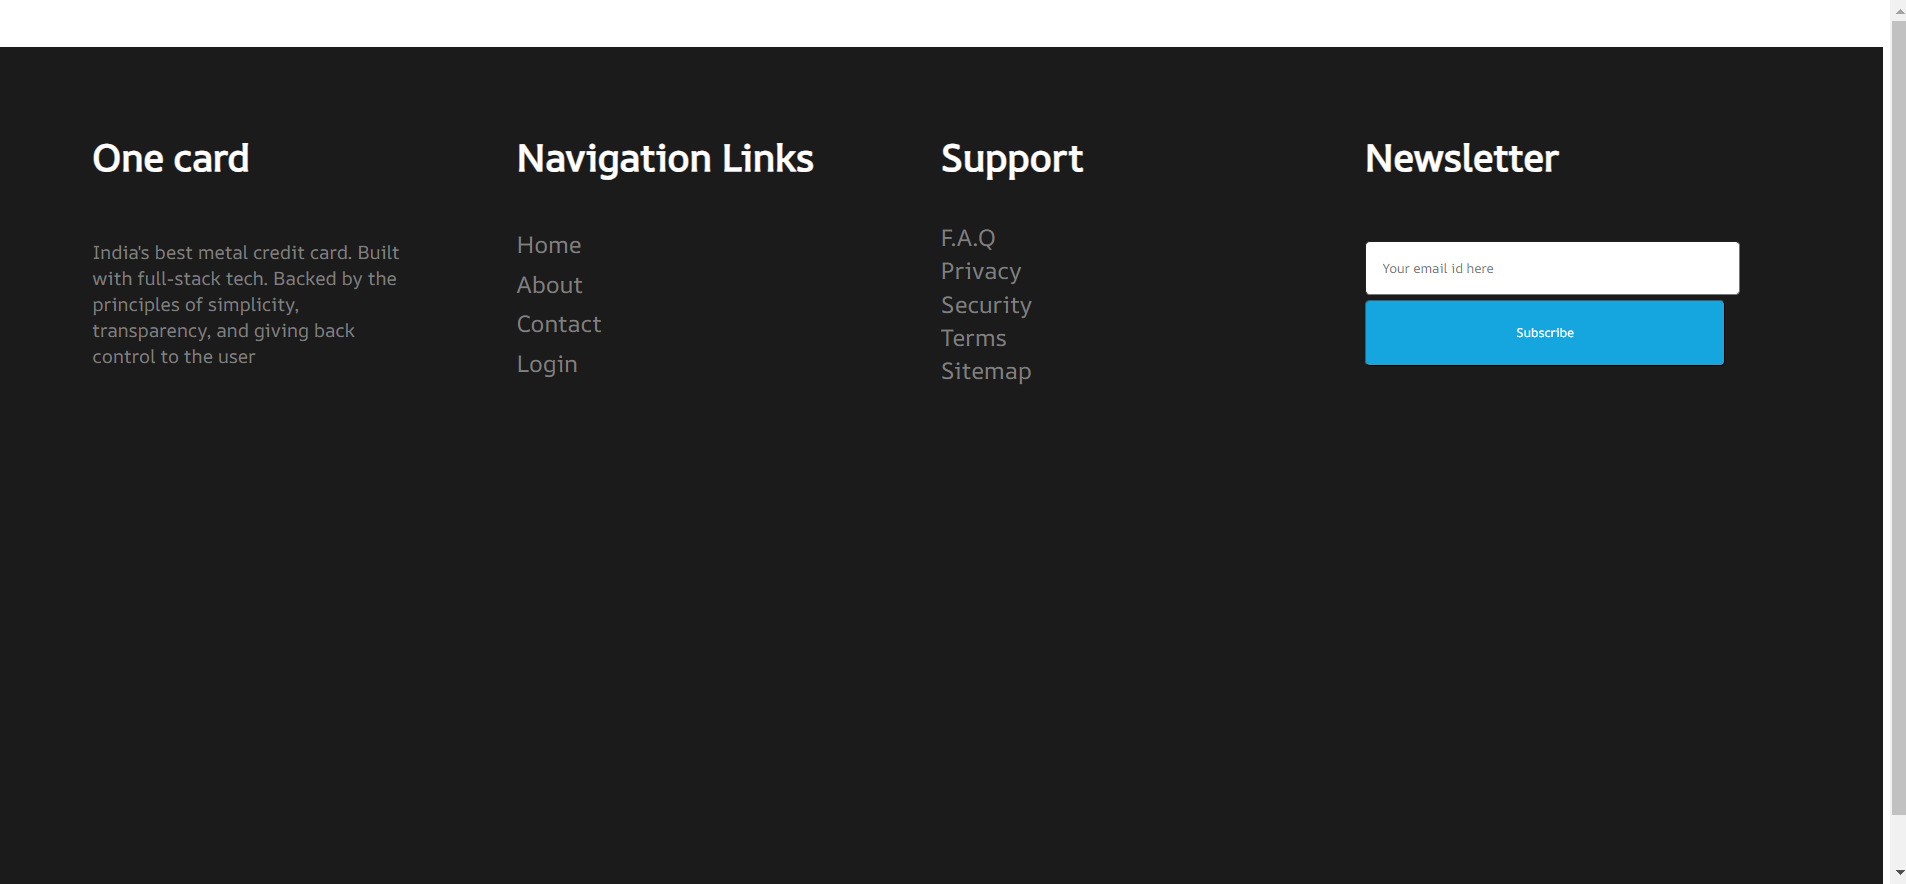 One card
India's best metal credit card. Built
with full-stack tech. Backed by the
principles of simplicity,
transparency, and giving back
control to the user
Navigation Links
Home
About
Contact
Login
Support
F.A.Q
Privacy
Security
Terms
Sitemap
Newsletter
Your email id here
Subscribe